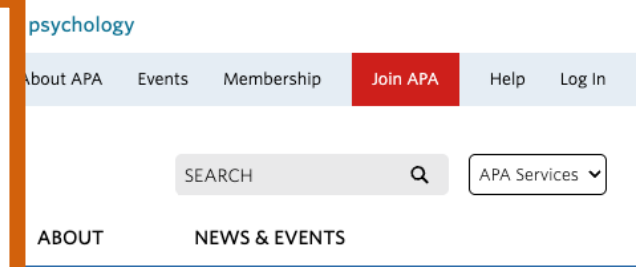 psychology
About APA Events Membership Join APA Help Log In
SEARCH APA Services
ABOUT NEWS & EVENTS